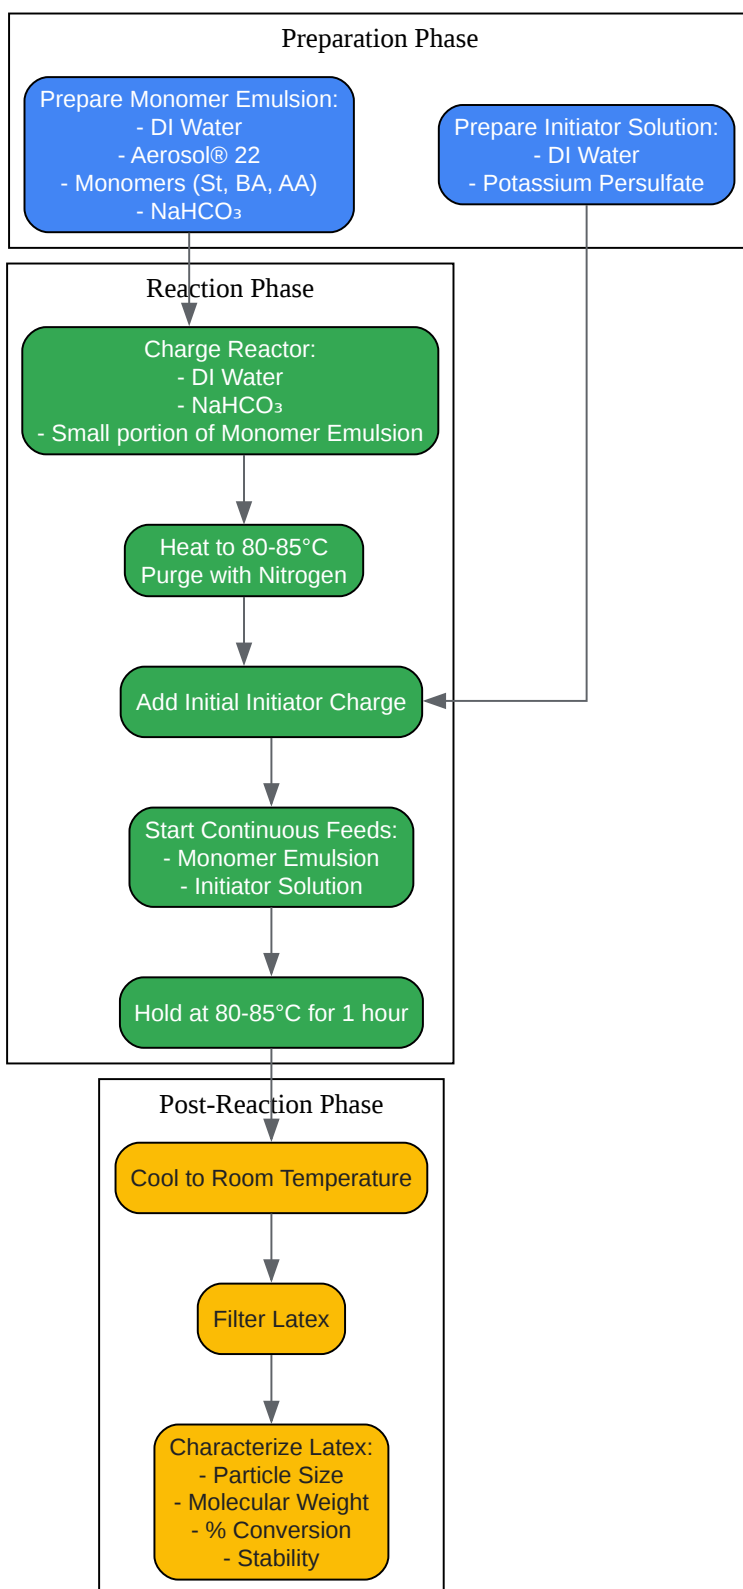 Preparation Phase
Prepare Monomer Emulsion:
- DI Water
- Aerosol® 22
- Monomers (St, BA, AA)
- NaHCO₃
Prepare Initiator Solution:
- DI Water
- Potassium Persulfate
Reaction Phase
Charge Reactor:
- DI Water
- NaHCO₃
- Small portion of Monomer Emulsion
Heat to 80-85°C
Purge with Nitrogen
Add Initial Initiator Charge
Start Continuous Feeds:
- Monomer Emulsion
- Initiator Solution
Hold at 80-85°C for 1 hour
Post-Reaction Phase
Cool to Room Temperature
Filter Latex
Characterize Latex:
- Particle Size
- Molecular Weight
- % Conversion
- Stability